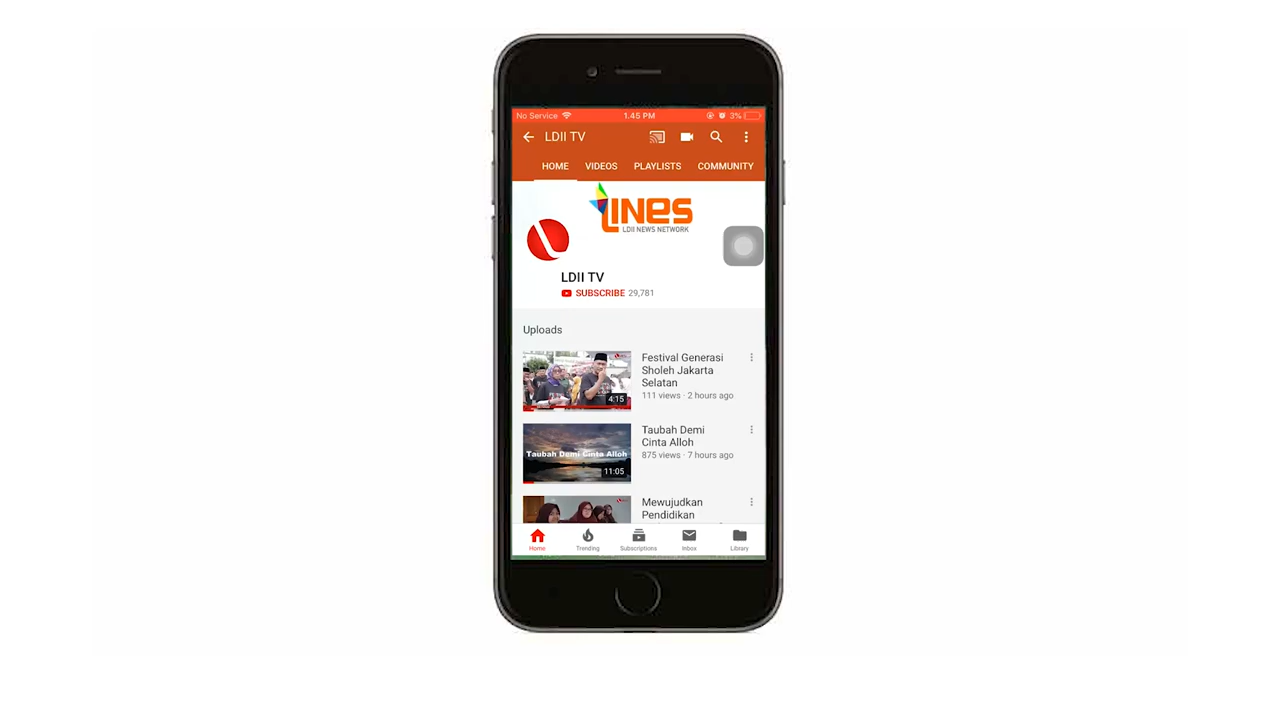 No Service 1.45 PM 3%
LDII TV
HOME VIDEOS PLAYLISTS COMMUNITY
LINES
LDII NEWS NETWORK
LDII TV
SUBSCRIBE 29,781
Uploads
4:15
Festival Generasi
Sholeh Jakarta
Selatan
111 views · 2 hours ago
Taubah Demi Cinta Alloh
11:05
Taubah Demi
Cinta Alloh
875 views · 7 hours ago
Mewujudkan
Pendidikan
Home Trending Subscriptions Inbox Library